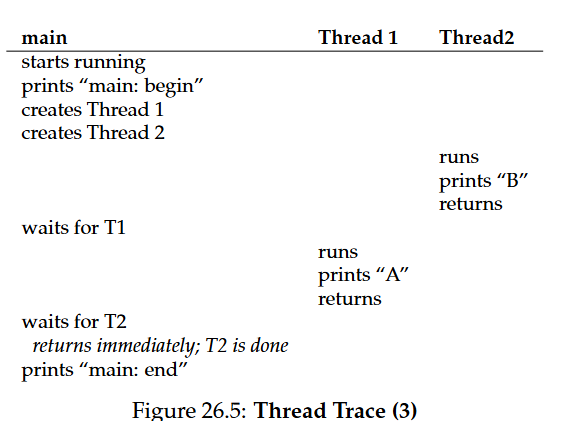 main Thread 1 Thread2
starts running
prints “main: begin”
creates Thread 1
creates Thread 2
runs
prints “B”
returns
waits for T1
runs
prints “A”
returns
waits for T2
returns immediately; T2 is done
prints “main: end”
Figure 26.5: Thread Trace (3)